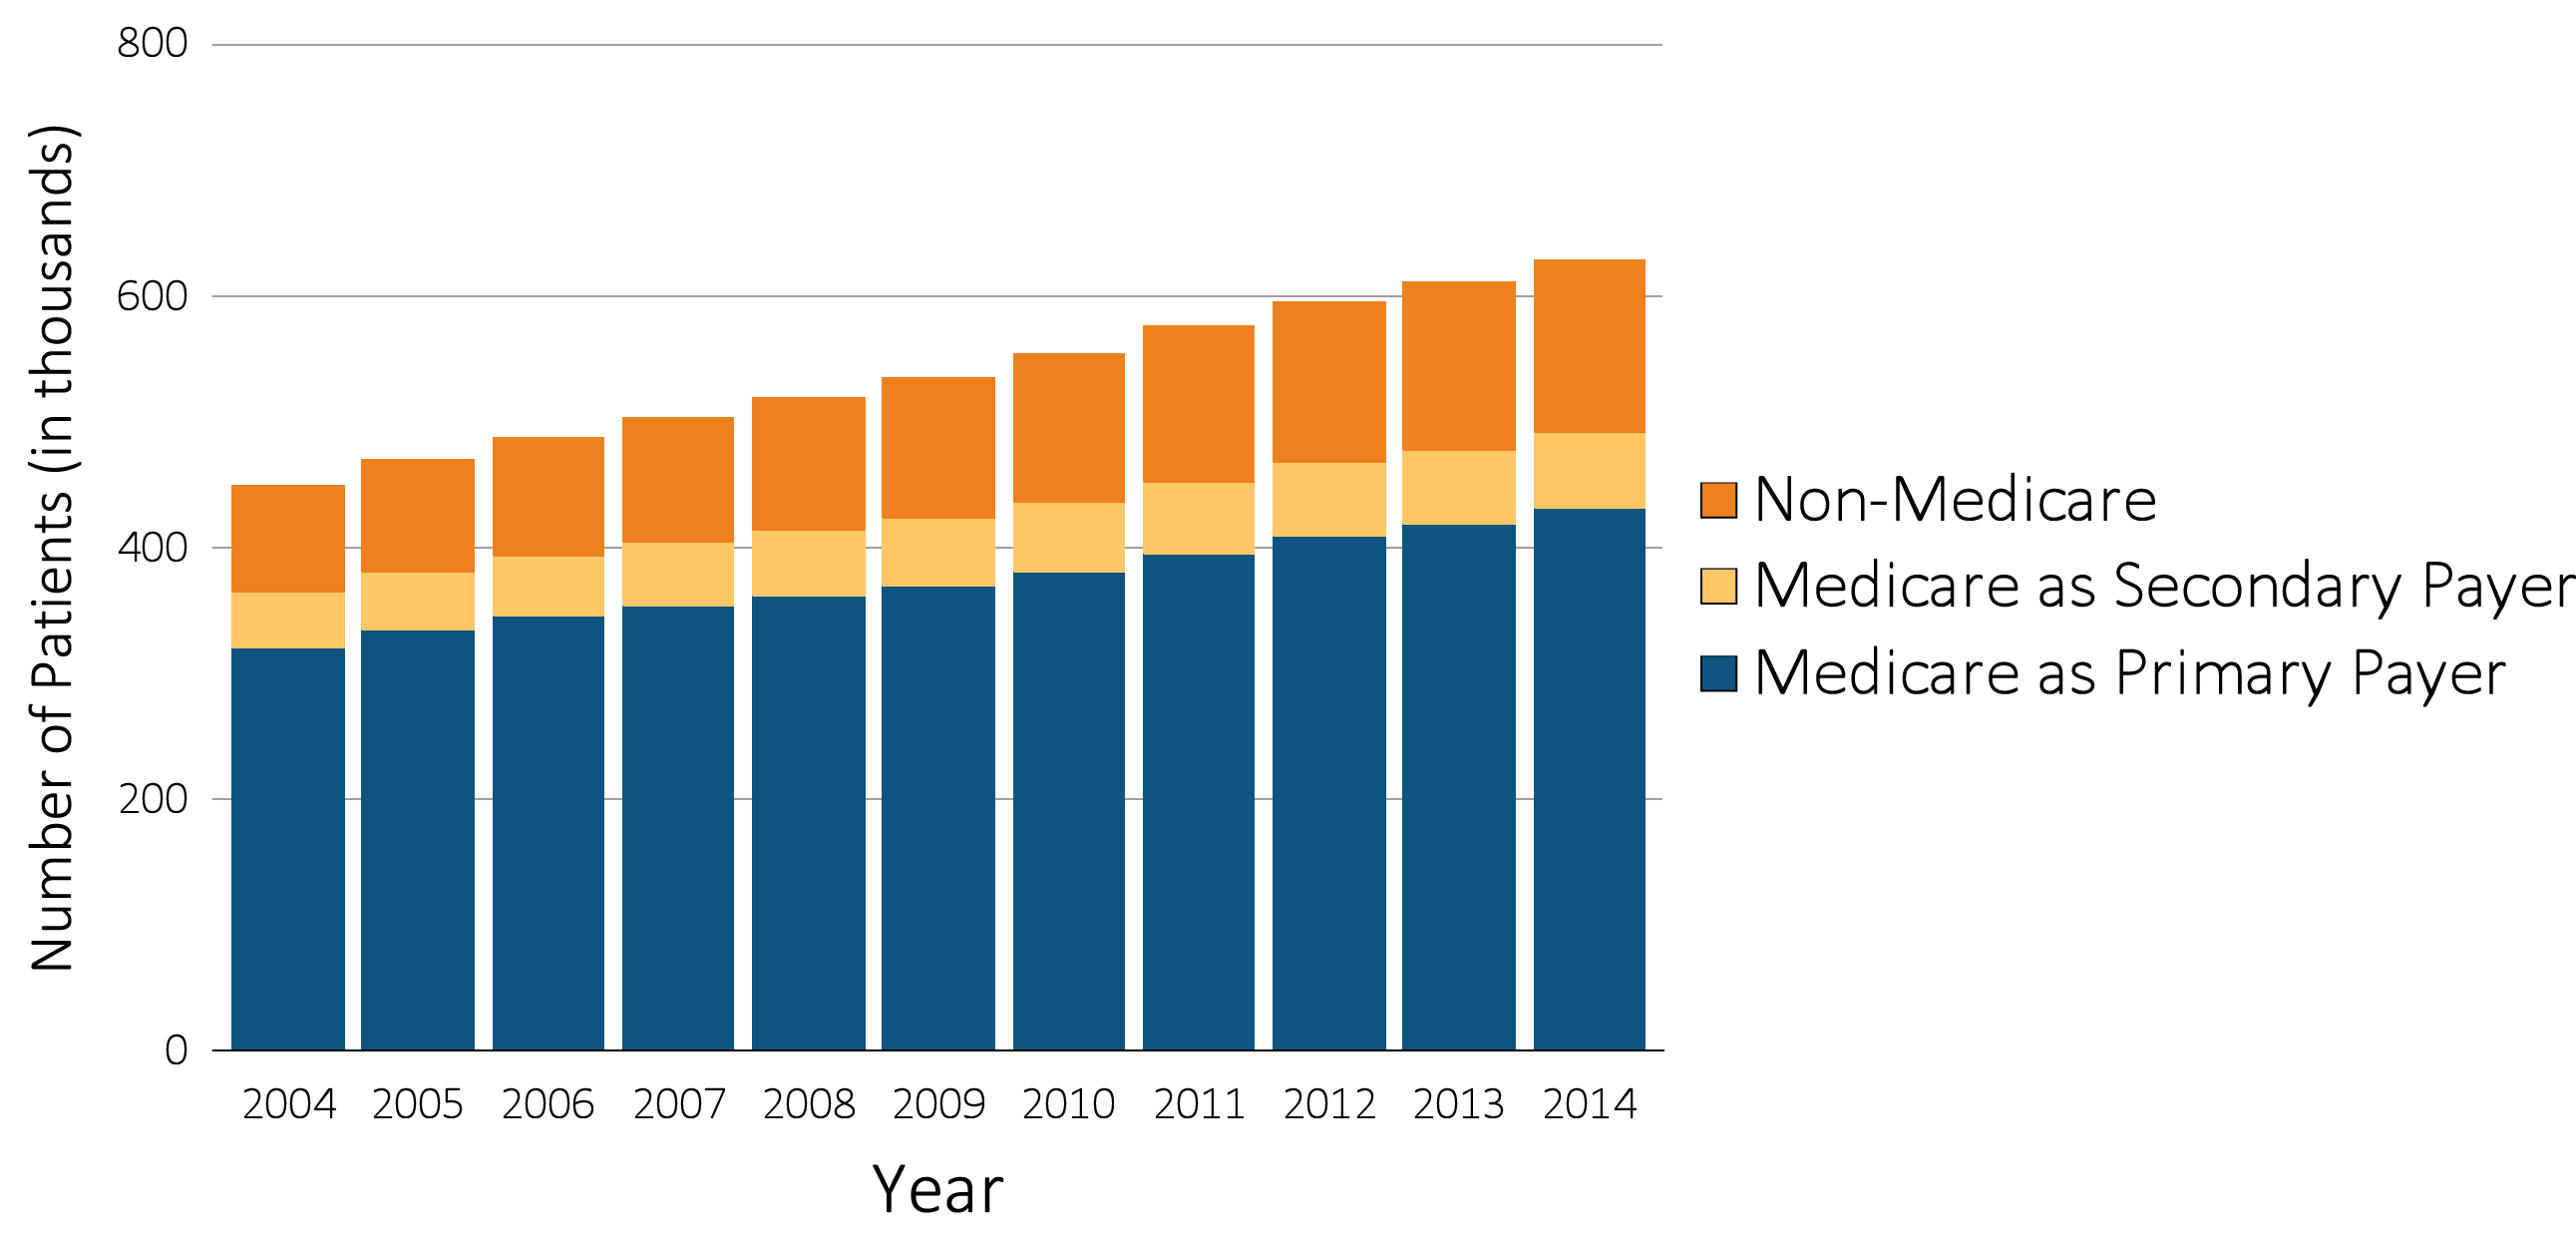 800
600
400
200
0
Number of Patients (in thousands)
2004 2005 2006 2007 2008 2009 2010 2011 2012 2013 2014
Year
Non-Medicare
Medicare as Secondary Payer
Medicare as Primary Payer